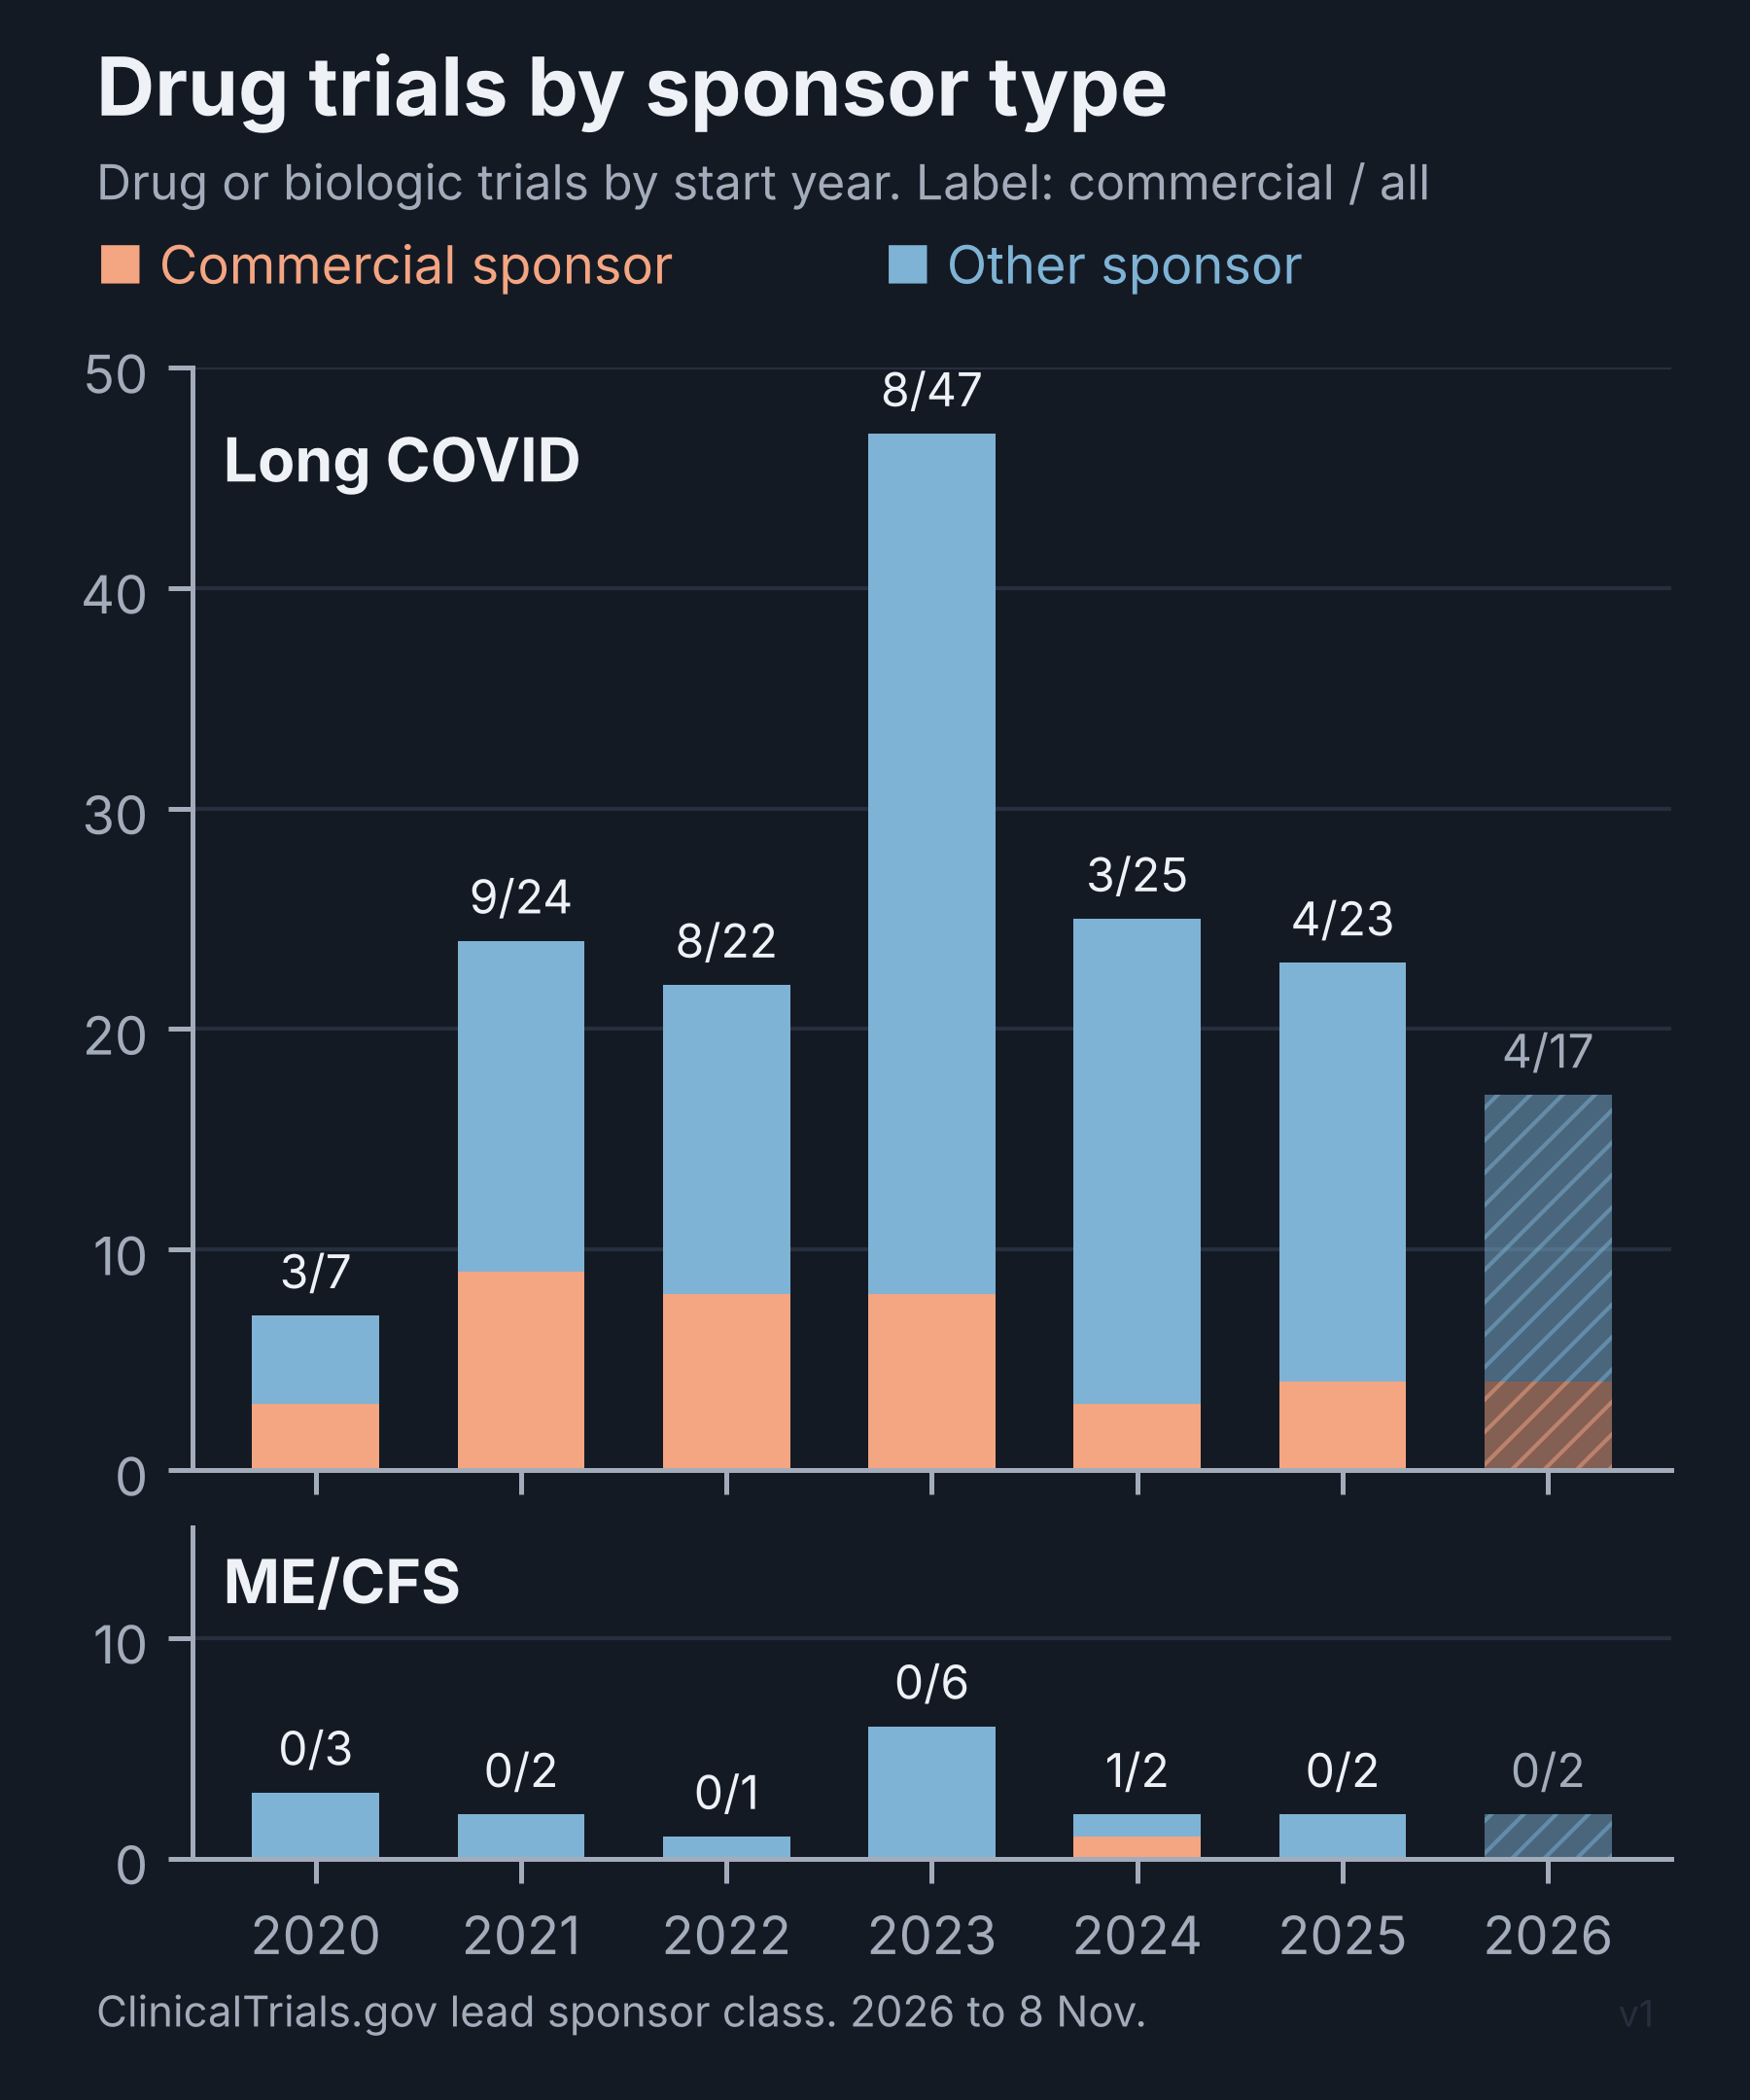 Drug trials by sponsor type
Drug or biologic trials by start year. Label: commercial / all
Commercial sponsor
Other sponsor
50
8/47
Long COVID
40
30
3/25
9/24
4/23
8/22
20
4/17
10
3/7
0
ME/CFS
10
0/6
0/3
0/2
0/1
1/2
0/2
0/2
0
2020 2021 2022 2023 2024 2025 2026
ClinicalTrials.gov lead sponsor class. 2026 to 8 Nov.
v1